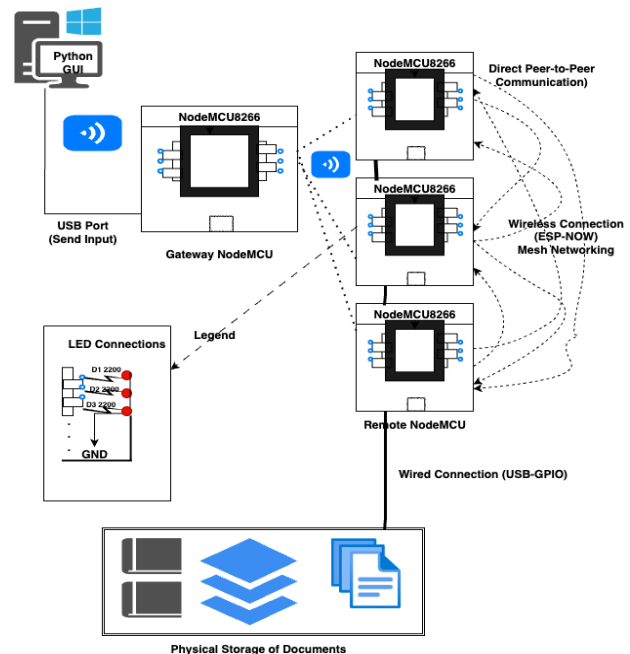 Python
GUI
NodeMCU8266
Direct Peer-to-Peer
Communication)
NodeMCU8266
NodeMCU8266
USB Port
(Send Input)
Gateway NodeMCU
Wireless Connection
(ESP-NOW)
Mesh Networking
NodeMCU8266
Legend
LED Connections
D1 2200
D2 2200
D3 2200
GND
Remote NodeMCU
Wired Connection (USB-GPIO)
Physical Storage of Documents